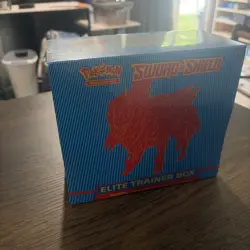 Pokémon
SWORD & SHIELD
ELITE TRAINER BOX